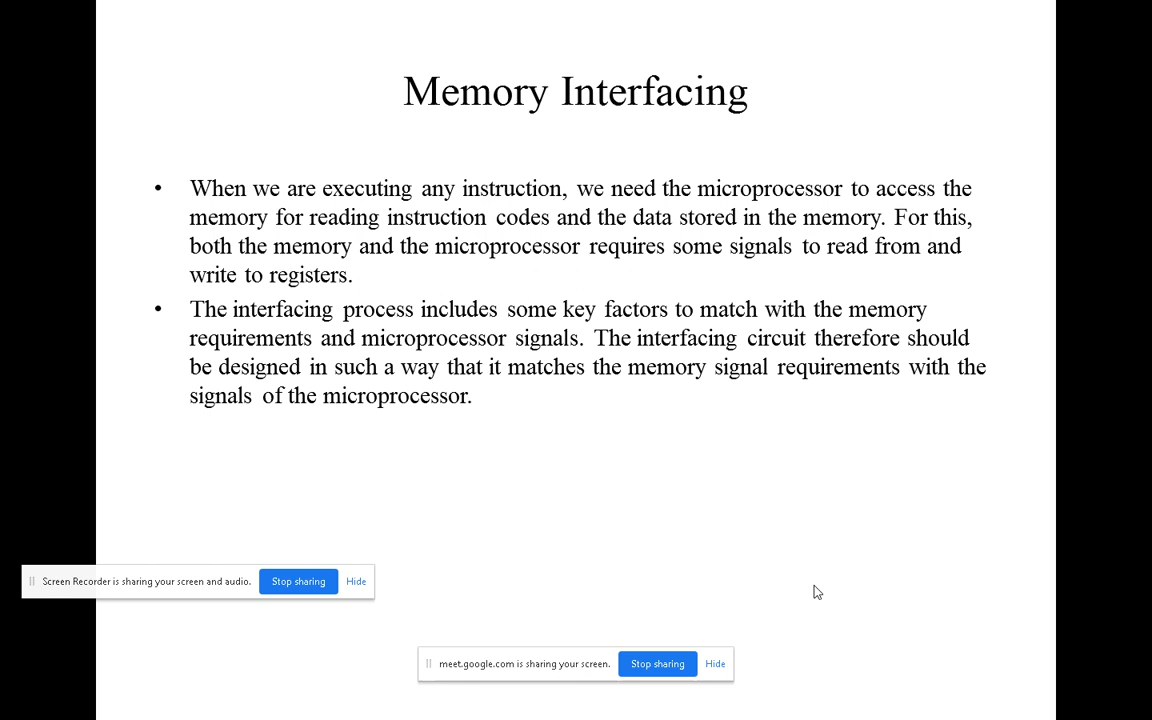 Memory Interfacing
• When we are executing any instruction, we need the microprocessor to access the
memory for reading instruction codes and the data stored in the memory. For this,
both the memory and the microprocessor requires some signals to read from and
write to registers.
• The interfacing process includes some key factors to match with the memory
requirements and microprocessor signals. The interfacing circuit therefore should
be designed in such a way that it matches the memory signal requirements with the
signals of the microprocessor.
Screen Recorder is sharing your screen and audio. Stop sharing Hide
meet.google.com is sharing your screen. Stop sharing Hide